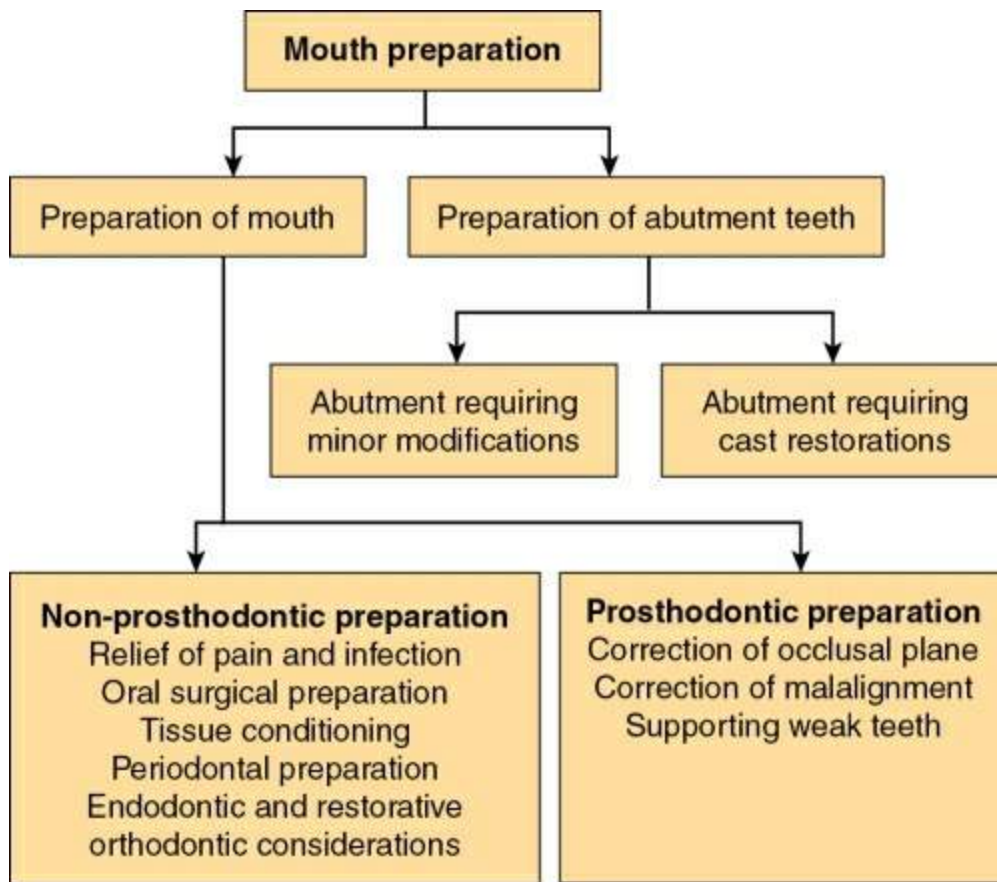 Mouth preparation
Preparation of mouth
Preparation of abutment teeth
Abutment requiring
minor modifications
Abutment requiring
cast restorations
Non-prosthodontic preparation
Relief of pain and infection
Oral surgical preparation
Tissue conditioning
Periodontal preparation
Endodontic and restorative
orthodontic considerations
Prosthodontic preparation
Correction of occlusal plane
Correction of malalignment
Supporting weak teeth